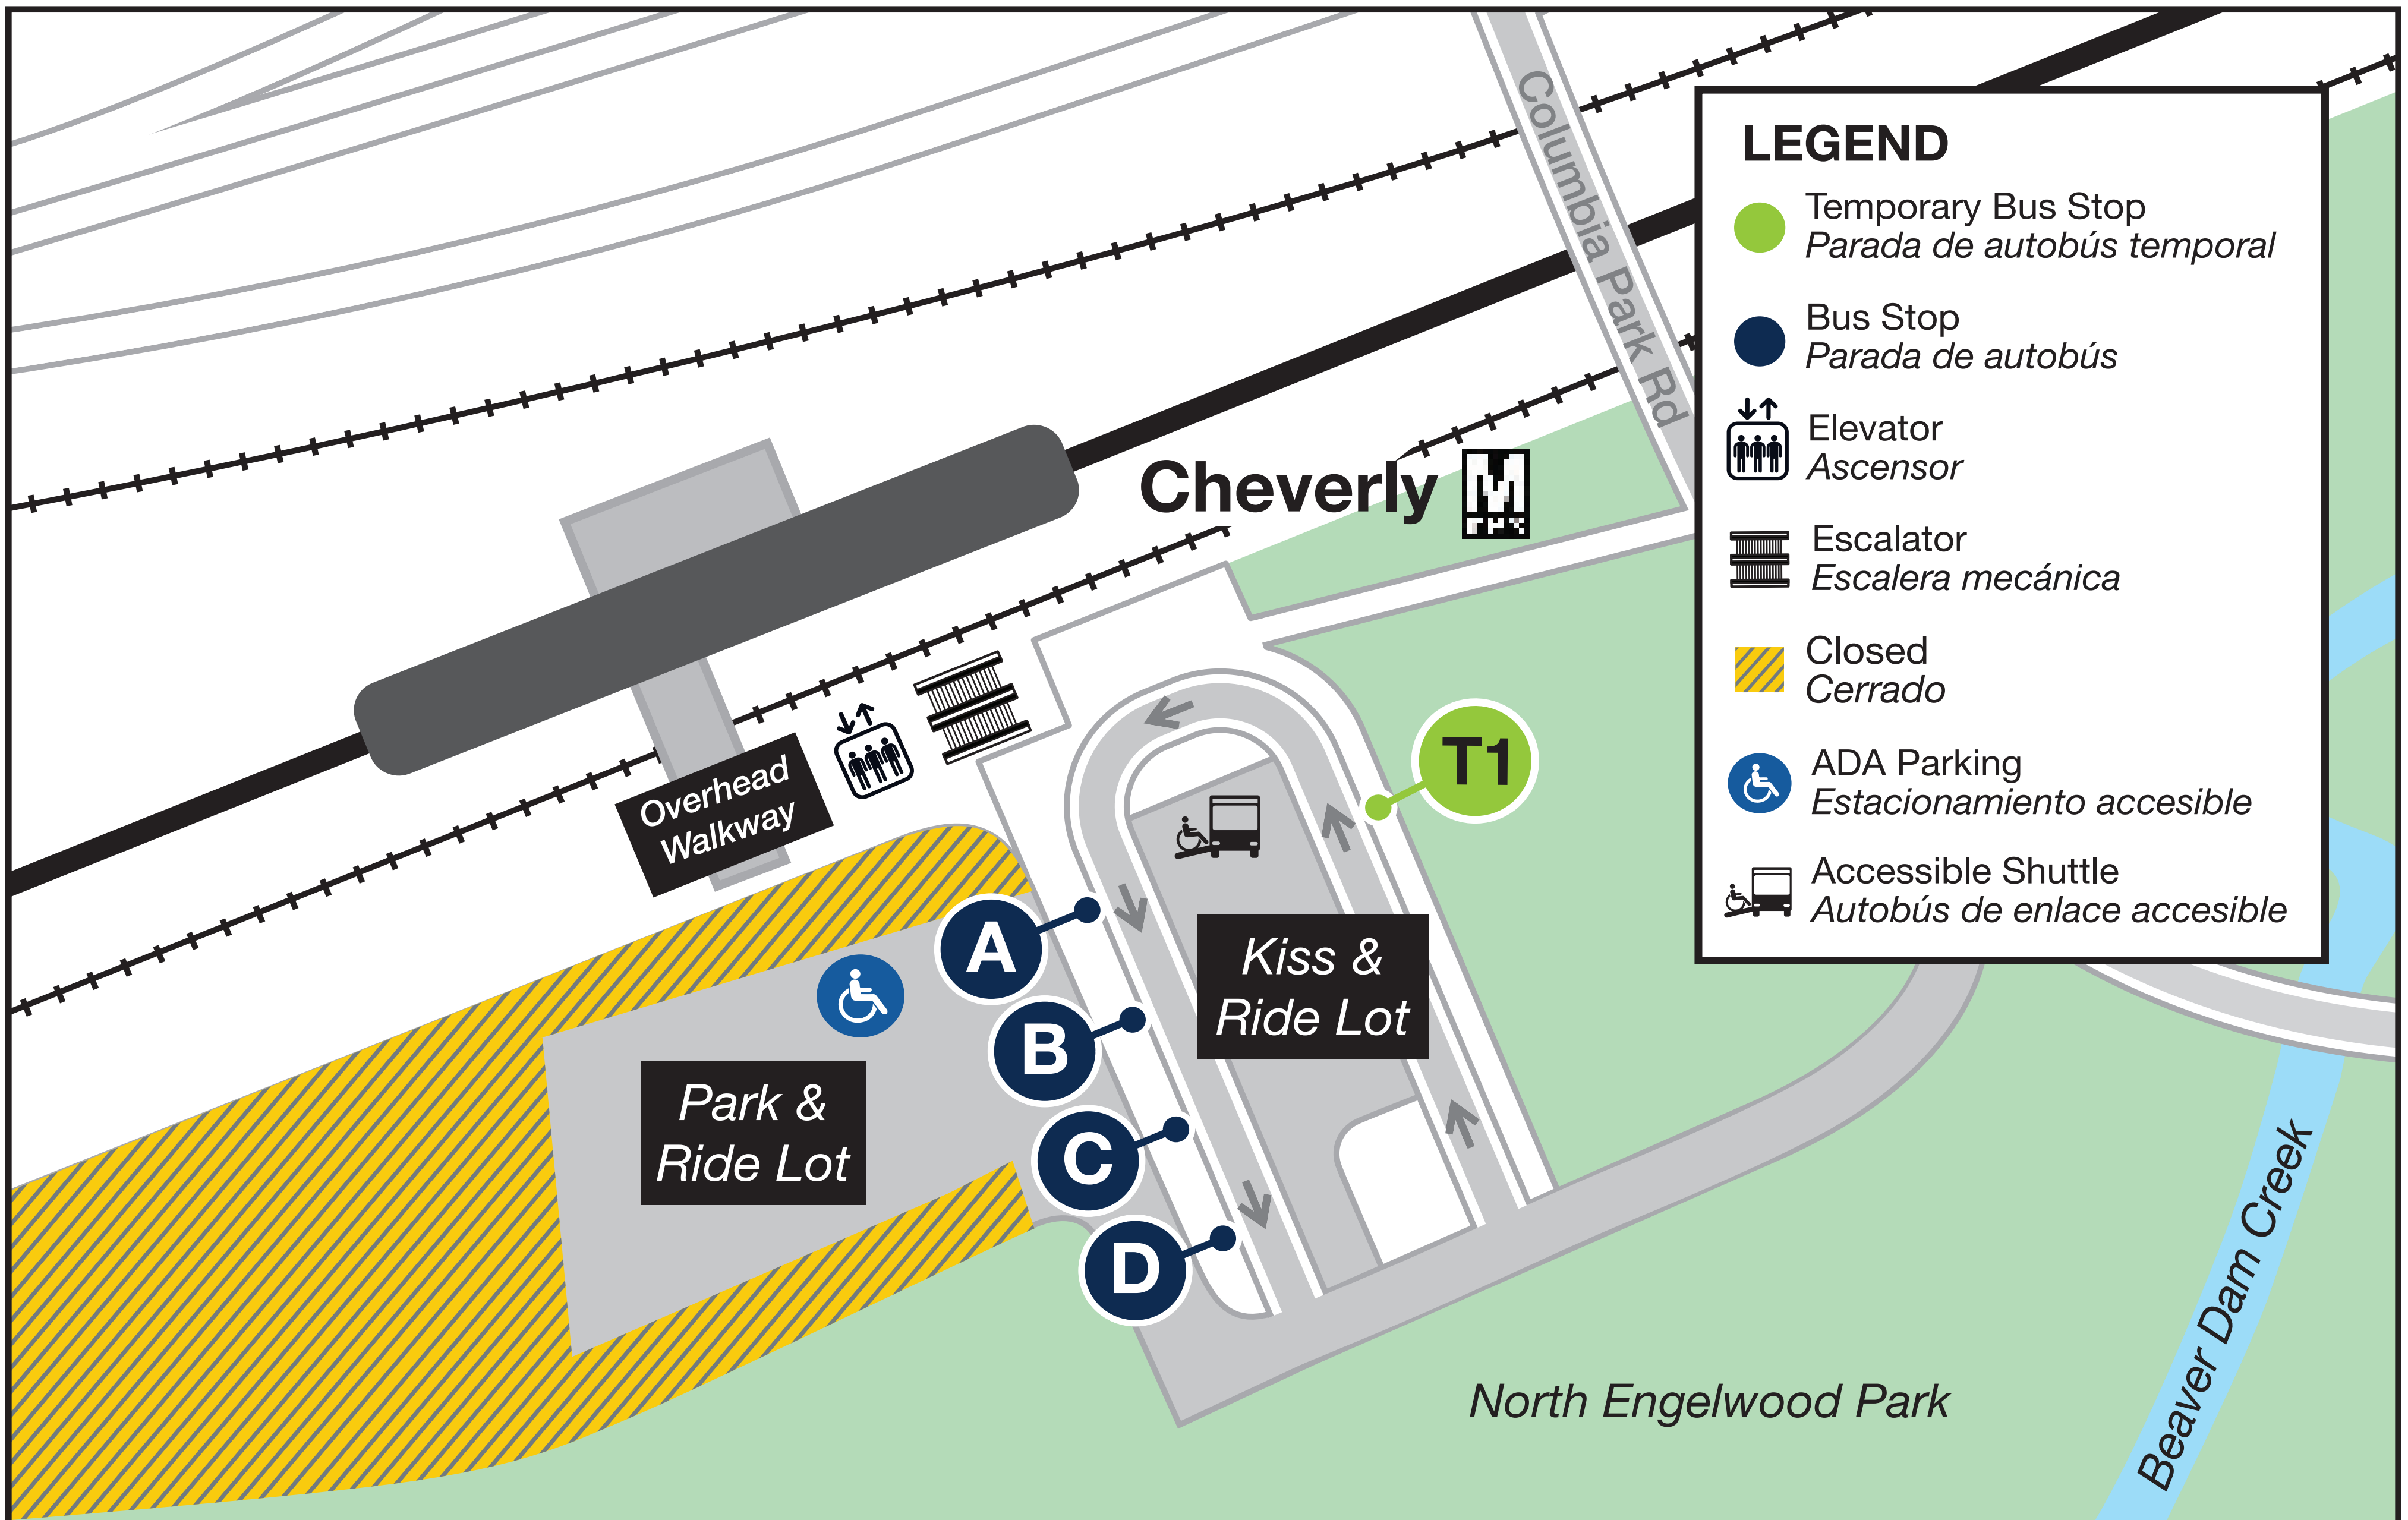 Columbia Park Rd
LEGEND
Temporary Bus Stop
Parada de autobús temporal
Bus Stop
Parada de autobús
Elevator
Ascensor
Escalator
Escalera mecánica
Closed
Cerrado
ADA Parking
Estacionamiento accesible
Accessible Shuttle
Autobús de enlace accesible
Cheverly
Overhead
Walkway
T1
A
B
C
D
Kiss &
Ride Lot
Park &
Ride Lot
North Engelwood Park
Beaver Dam Creek